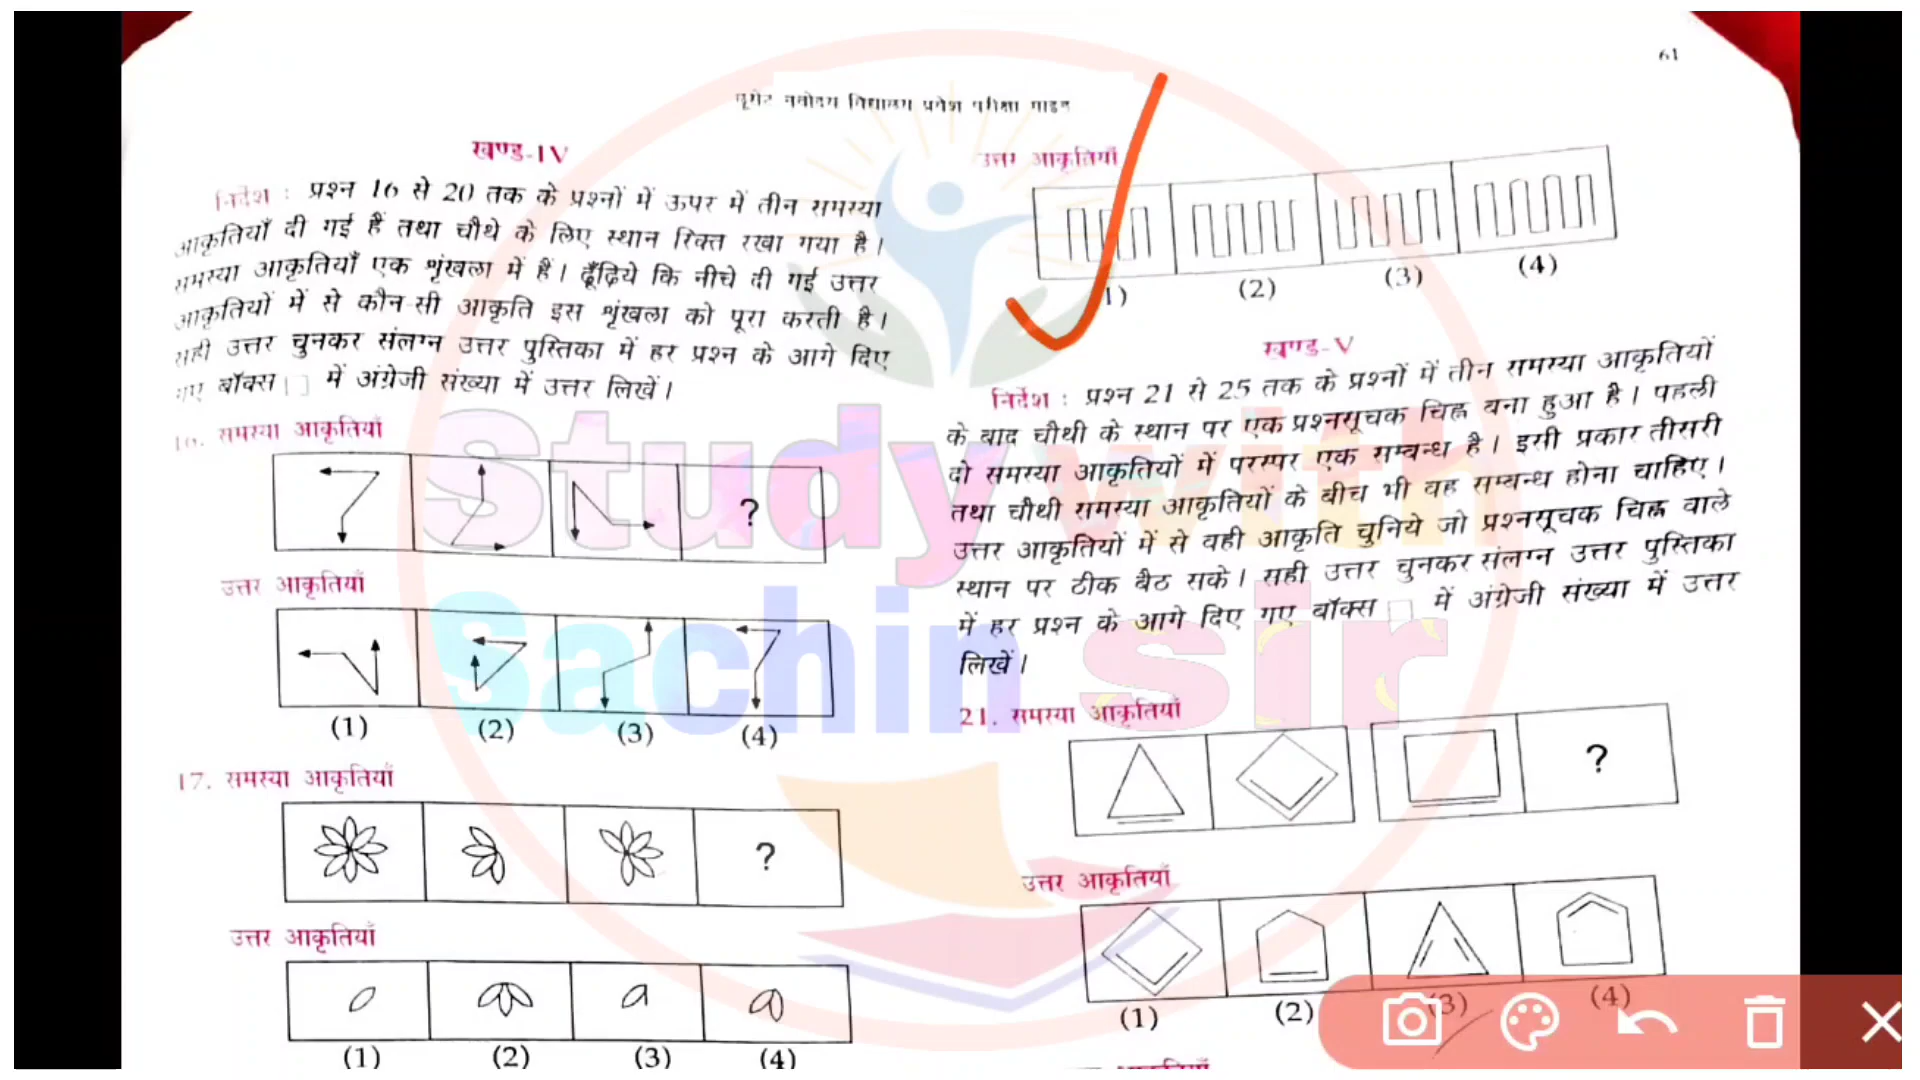 61
नवोदय विद्यालय प्रवेश परीक्षा गाइड
खण्ड-IV
निर्देश : प्रश्न 16 से 20 तक के प्रश्नों में ऊपर में तीन समस्या
आकृतियाँ दी गई हैं तथा चौथे के लिए स्थान रिक्त रखा गया है।
समस्या आकृतियाँ एक शृंखला में हैं। ढूँढ़िये कि नीचे दी गई उत्तर
आकृतियों में से कौन-सी आकृति इस शृंखला को पूरा करती है।
सही उत्तर चुनकर संलग्न उत्तर पुस्तिका में हर प्रश्न के आगे दिए
गए बॉक्स में अंग्रेजी संख्या में उत्तर लिखें।
16. समस्या आकृतियाँ
?
उत्तर आकृतियाँ
(1) (2) (3) (4)
17. समस्या आकृतियाँ
?
उत्तर आकृतियाँ
(1) (2) (3) (4)
उत्तर आकृतियाँ
1) (2) (3) (4)
खण्ड-V
निर्देश : प्रश्न 21 से 25 तक के प्रश्नों में तीन समस्या आकृतियों
के बाद चौथी के स्थान पर एक प्रश्नसूचक चिह्न बना हुआ है। पहली
दो समस्या आकृतियों में परस्पर एक सम्बन्ध है। इसी प्रकार तीसरी
तथा चौथी समस्या आकृतियों के बीच भी वह सम्बन्ध होना चाहिए।
उत्तर आकृतियों में से वही आकृति चुनिये जो प्रश्नसूचक चिह्न वाले
स्थान पर ठीक बैठ सके। सही उत्तर चुनकर संलग्न उत्तर पुस्तिका
में हर प्रश्न के आगे दिए गए बॉक्स में अंग्रेजी संख्या में उत्तर
लिखें।
21. समस्या आकृतियाँ
?
उत्तर आकृतियाँ
(1) (2) (3) (4)
Study with
Sachin sir